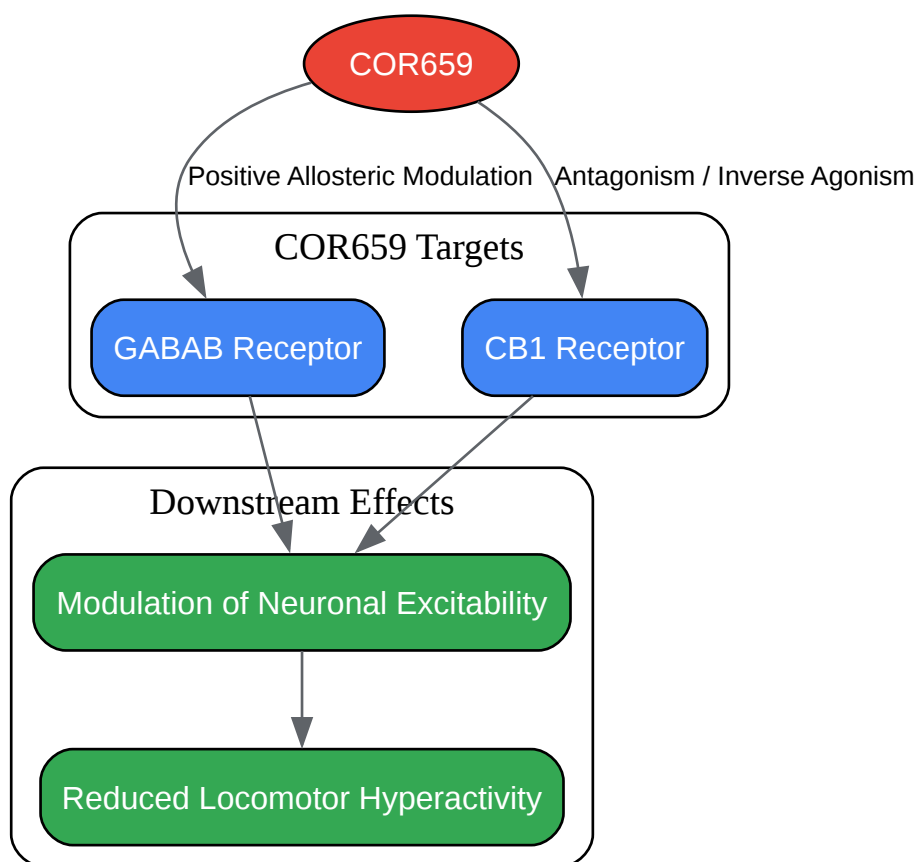 COR659
Positive Allosteric Modulation
Antagonism / Inverse Agonism
COR659 Targets
GABAB Receptor
CB1 Receptor
Downstream Effects
Modulation of Neuronal Excitability
Reduced Locomotor Hyperactivity